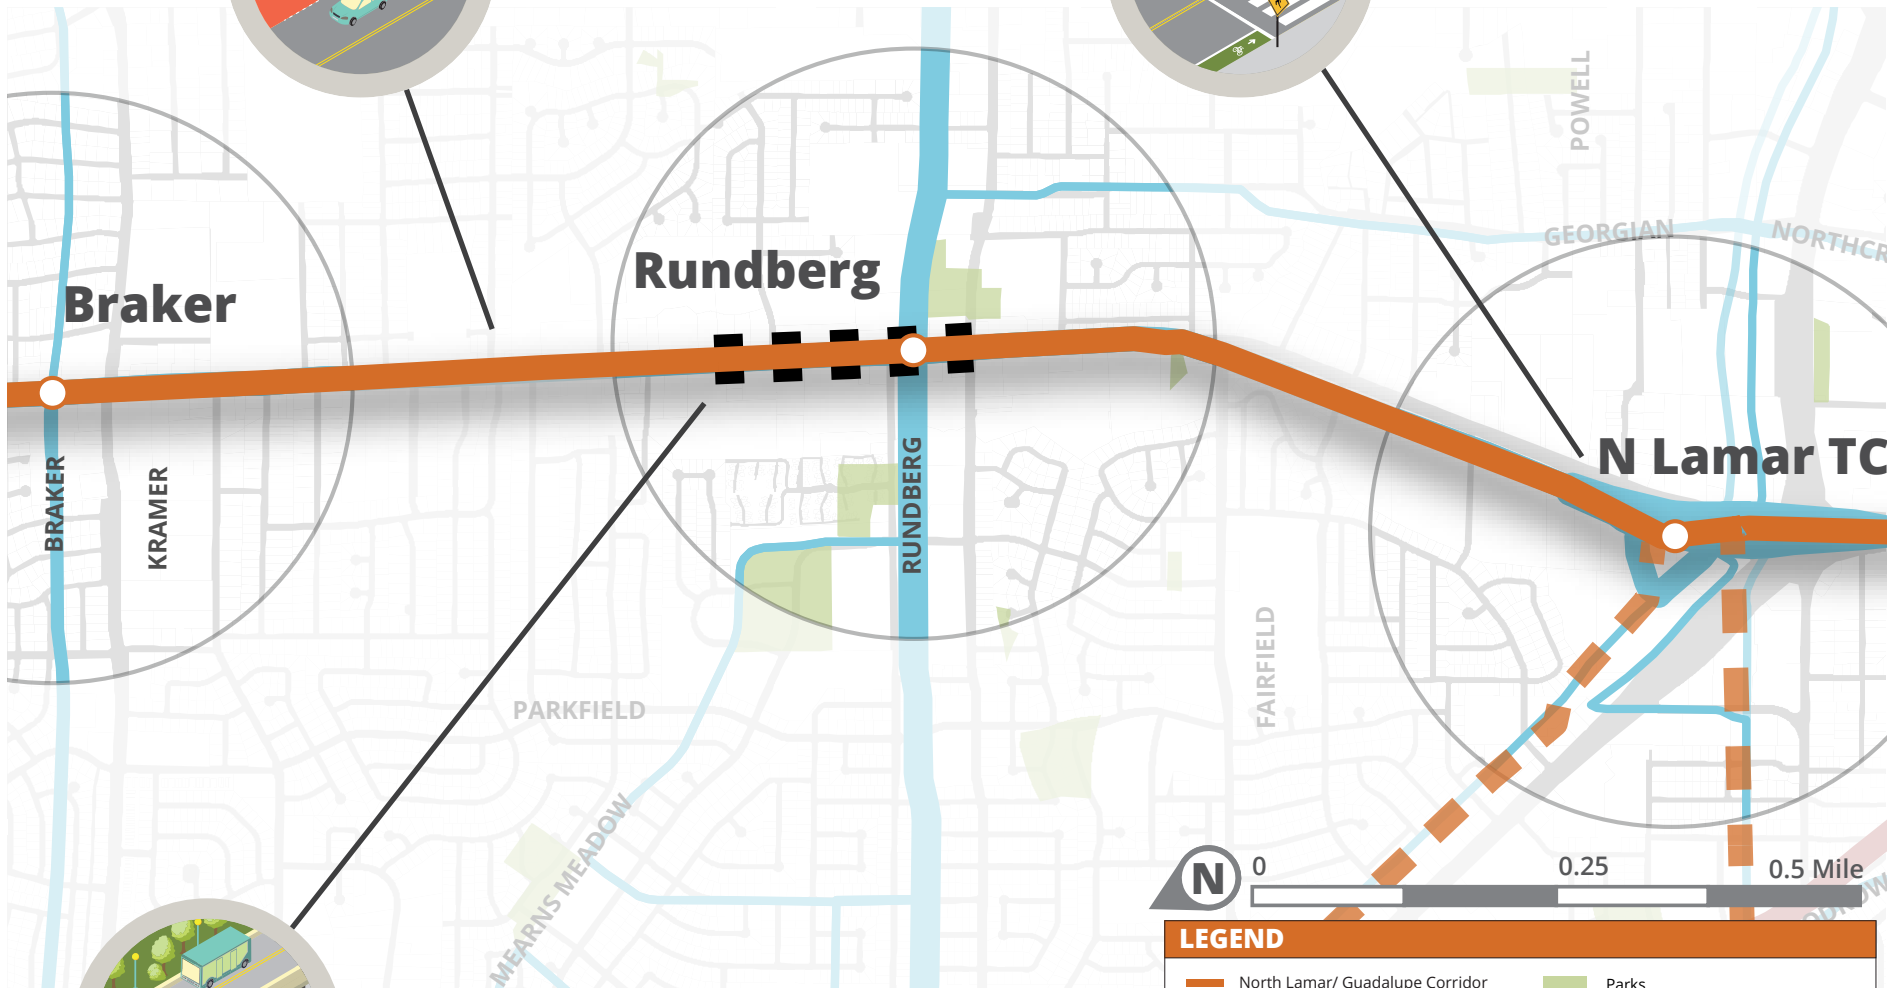 POWELL
GEORGIAN
NORTHCR
Rundberg
Braker
N Lamar TC
BRAKER
KRAMER
RUNDBERG
FAIRFIELD
PARKFIELD
MEARNS MEADOW
N
0
0.25
0.5 Mile
ODROW
LEGEND
North Lamar/ Guadalupe Corridor
Parks